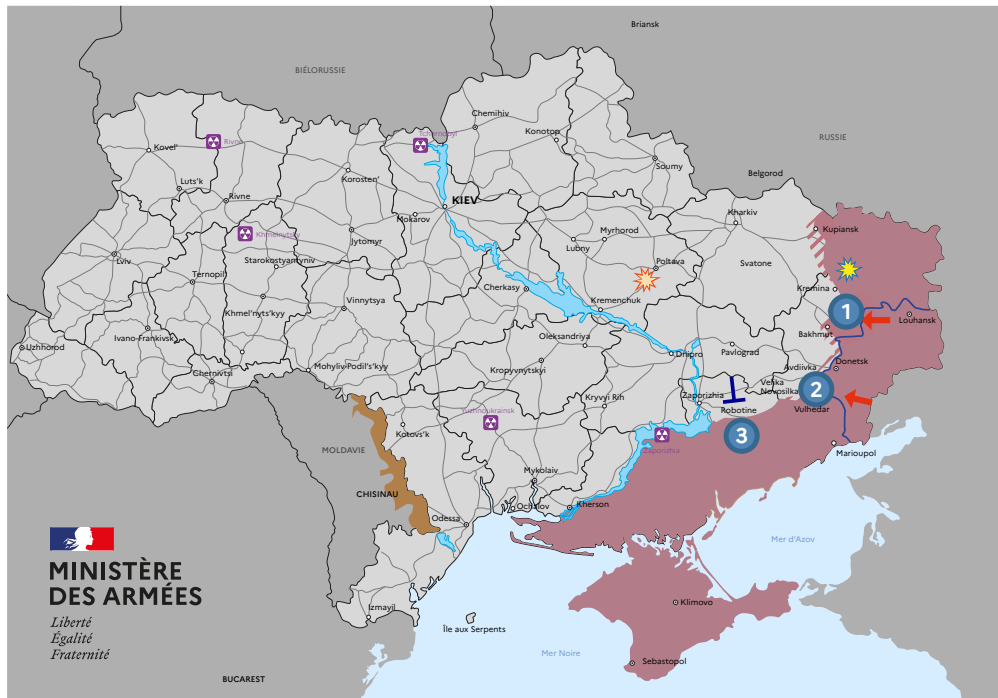 Briansk
BIÉLORUSSIE
Chemihiv
Tchernobyl
Konotop
RUSSIE
Kovel'
Rivne
Soumy
Belgorod
Luts'k
Korosten'
Rivne
KIEV
Kharkiv
Mokarov
Kupiansk
Myrhorod
Khmelnytsky
Jytomyr
Lubny
Lviv
Starokostyantyniv
Poltava
Svatone
Ternopil
Cherkasy
Kremina
Vinnytsya
Kremenchuk
1
Khmel'nyts'kyy
Louhansk
Ivano-Frankivsk
Oleksandriya
Bakhmut
Uzhhorod
Dnipro
Pavlograd
Donetsk
Mohyliv-Podil's'kyy
Avdiivka
Chernivtsi
Kropyvnytskyi
Velika
Novosilka
2
Zaporizhia
Kryvyi Rih
Robotine
Vulhedar
Yuzhnoukrainsk
Kotovs'k
3
MOLDAVIE
Zaporizhia
Marioupol
Mykolaiv
CHISINAU
Ochakov
Kherson
Odessa
Mer d'Azov
MINISTÈRE
DES ARMÉES
Liberté
Égalité
Fraternité
Izmayil
Klimovo
Île aux Serpents
Mer Noire
Sebastopol
BUCAREST